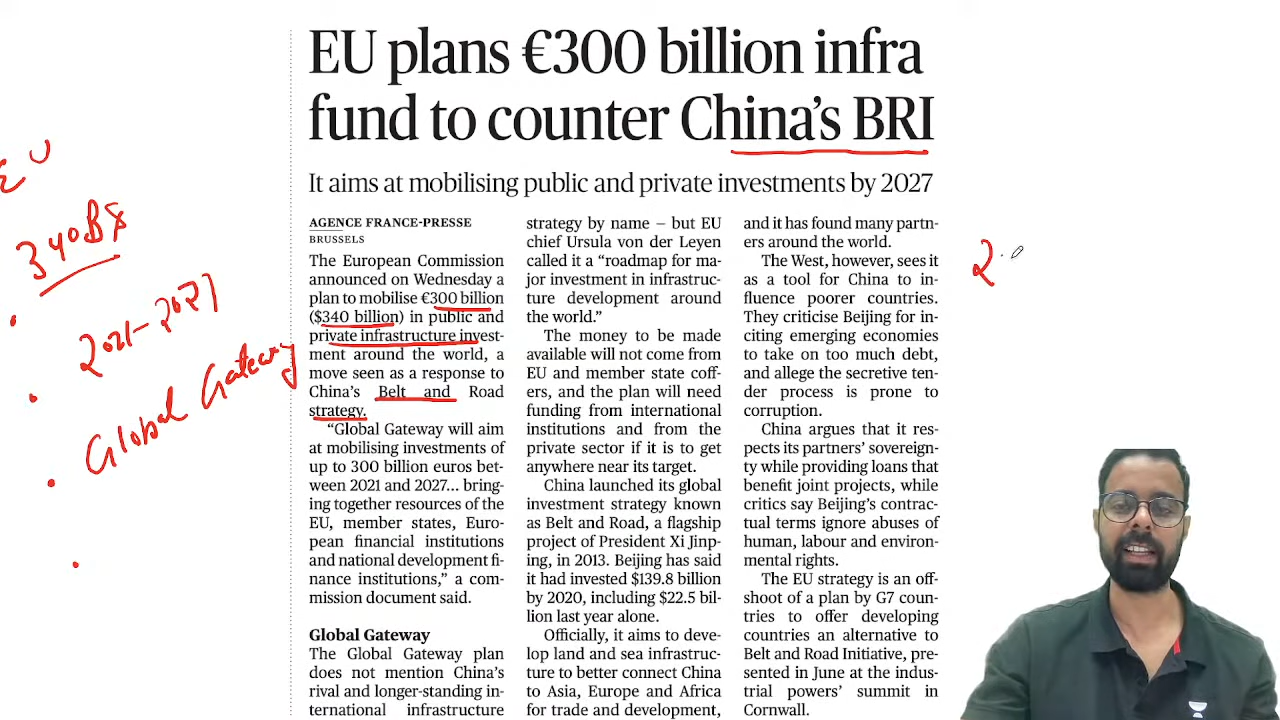 EU plans €300 billion infra
fund to counter China's BRI
It aims at mobilising public and private investments by 2027
AGENCE FRANCE-PRESSE
BRUSSELS
The European Commission
announced on Wednesday a
plan to mobilise €300 billion
($340 billion) in public and
private infrastructure invest-
ment around the world, a
move seen as a response to
China's Belt and Road
strategy.
“Global Gateway will aim
at mobilising investments of
up to 300 billion euros bet-
ween 2021 and 2027... bring-
ing together resources of the
EU, member states, Euro-
pean financial institutions
and national development fi-
nance institutions,” a com-
mission document said.
Global Gateway
The Global Gateway plan
does not mention China's
rival and longer-standing in-
ternational infrastructure
strategy by name – but EU
chief Ursula von der Leyen
called it a “roadmap for ma-
jor investment in infrastruc-
ture development around
the world.”
The money to be made
available will not come from
EU and member state coff-
ers, and the plan will need
funding from international
institutions and from the
private sector if it is to get
anywhere near its target.
China launched its global
investment strategy known
as Belt and Road, a flagship
project of President Xi Jinp-
ing, in 2013. Beijing has said
it had invested $139.8 billion
by 2020, including $22.5 bil-
lion last year alone.
Officially, it aims to deve-
lop land and sea infrastruc-
ture to better connect China
to Asia, Europe and Africa
for trade and development,
and it has found many partn-
ers around the world.
The West, however, sees it
as a tool for China to in-
fluence poorer countries.
They criticise Beijing for in-
citing emerging economies
to take on too much debt,
and allege the secretive ten-
der process is prone to
corruption.
China argues that it res-
pects its partners' sovereign-
ty while providing loans that
benefit joint projects, while
critics say Beijing's contrac-
tual terms ignore abuses of
human, labour and environ-
mental rights.
The EU strategy is an off-
shoot of a plan by G7 coun-
tries to offer developing
countries an alternative to
Belt and Road Initiative, pre-
sented in June at the indus-
trial powers' summit in
Cornwall.
EU
340B$
2021-2027
Global Gateway
2